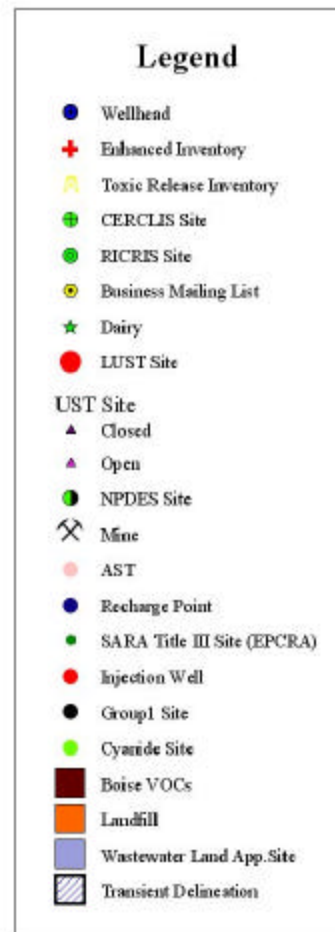 Legend
Wellhead
Enhanced Inventory
Toxic Release Inventory
CERCLIS Site
RICRIS Site
Business Mailing List
Dairy
LUST Site
UST Site
Closed
Open
NPDES Site
Mine
AST
Recharge Point
SARA Title III Site (EPCRA)
Injection Well
Group1 Site
Cyanide Site
Boise VOCs
Landfill
Wastewater Land App.Site
Transient Delineation